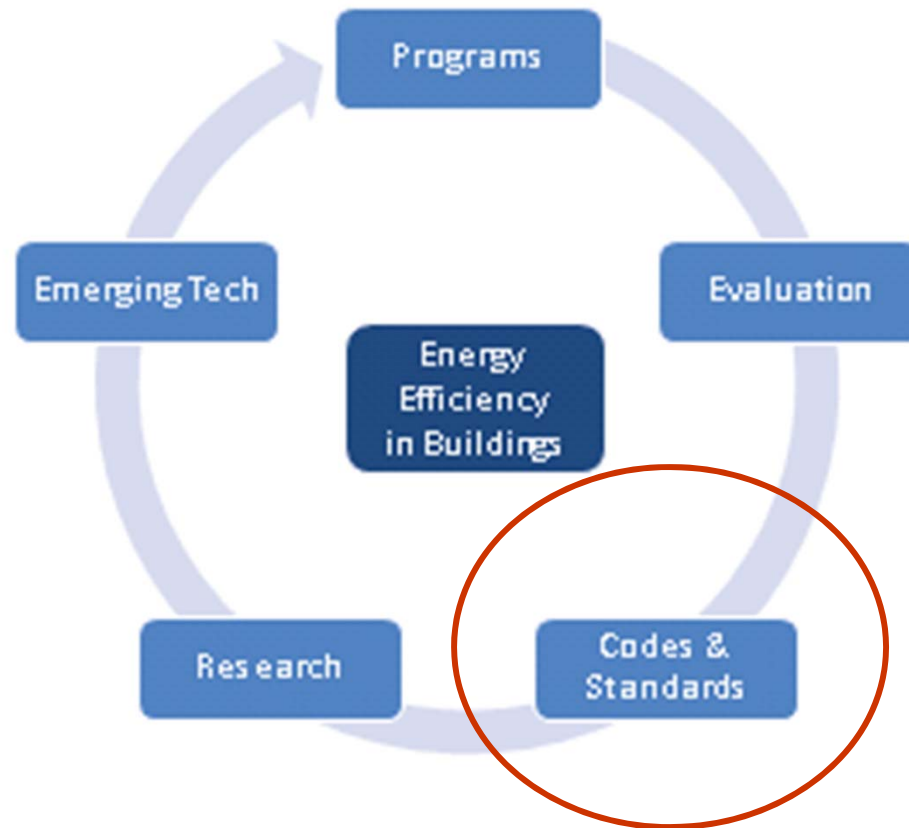 Programs
Emerging Tech
Evaluation
Energy
Efficiency
in Buildings
Research
Codes &
Standards